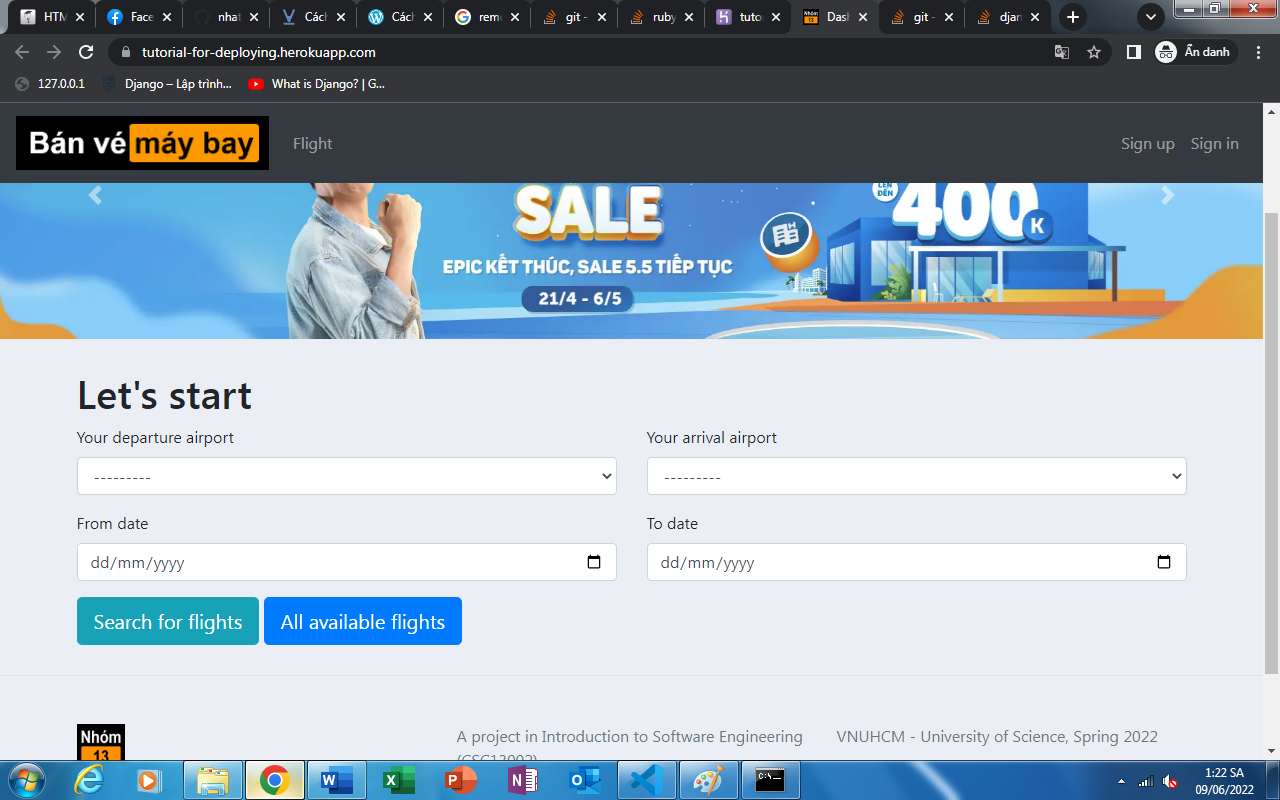 HTM
Face
nhat
Cách
Các
rem
git -
ruby
tuto
Nhóm
13
Dash
git -
djan
tutorial-for-deploying.herokuapp.com
Ẩn danh
127.0.0.1
Django – Lập trình...
What is Django? | G...
Bán vé máy bay
Flight
Sign up
Sign in
SALE
LÊN ĐẾN
400K
EPIC KẾT THÚC, SALE 5.5 TIẾP TỤC
21/4 - 6/5
Let's start
Your departure airport
Your arrival airport
---------
---------
From date
To date
dd/mm/yyyy
dd/mm/yyyy
Search for flights
All available flights
Nhóm
13
A project in Introduction to Software Engineering
(CSC13002)
VNUHCM - University of Science, Spring 2022
C:\_
1:22 SA
09/06/2022